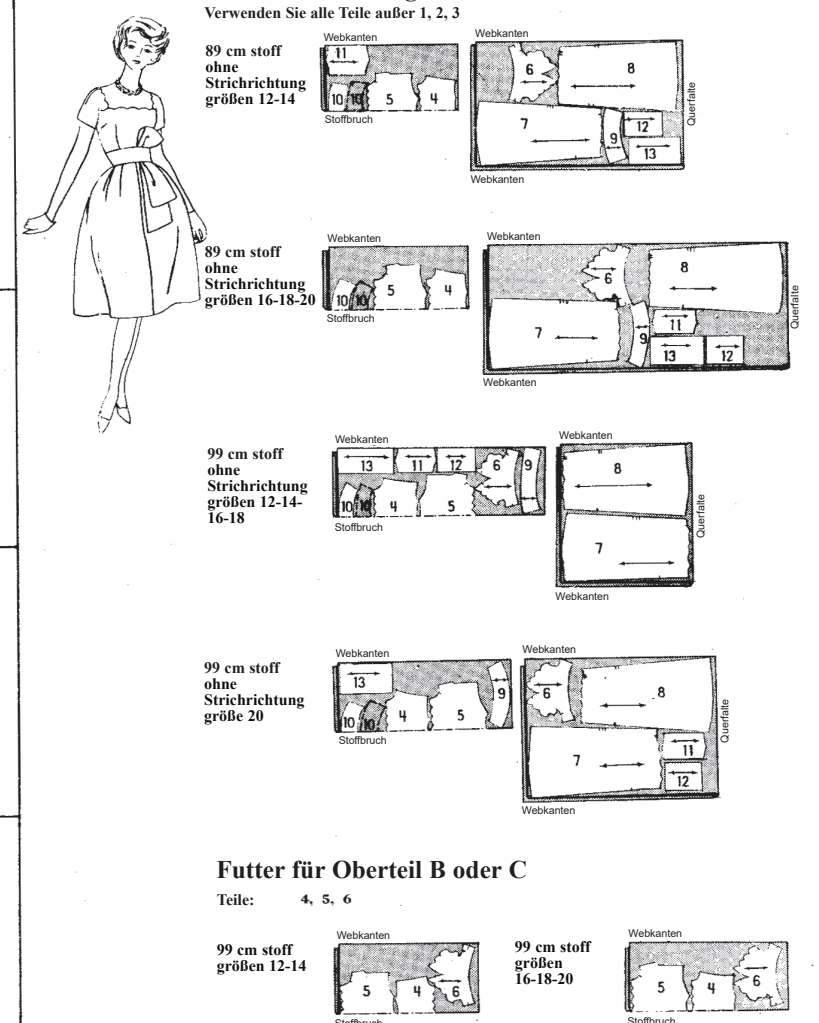 Verwenden Sie alle Teile außer 1, 2, 3
89 cm stoff
ohne
Strichrichtung
größen 12-14
Webkanten
11
10
10
5
4
Stoffbruch
6
8
7
9
12
13
Querfalte
Webkanten
89 cm stoff
ohne
Strichrichtung
größen 16-18-20
Webkanten
10
10
5
4
Stoffbruch
Webkanten
6
8
7
9
11
13
12
Querfalte
Webkanten
99 cm stoff
ohne
Strichrichtung
größen 12-14-
16-18
Webkanten
13
11
12
6
9
10
10
4
5
Stoffbruch
Webkanten
8
7
Querfalte
Webkanten
99 cm stoff
ohne
Strichrichtung
größe 20
Webkanten
13
9
10
10
4
5
Stoffbruch
Webkanten
6
8
7
11
12
Querfalte
Webkanten
Futter für Oberteil B oder C
Teile: 4, 5, 6
99 cm stoff
größen 12-14
Webkanten
5
4
6
Stoffbruch
99 cm stoff
größen
16-18-20
Webkanten
5
4
6
Stoffbruch